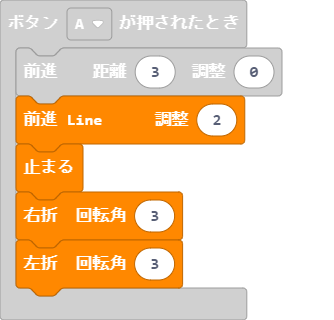 ボタン A が押されたとき
前進 距離 3 調整 0
前進 Line 調整 2
止まる
右折 回転角 3
左折 回転角 3